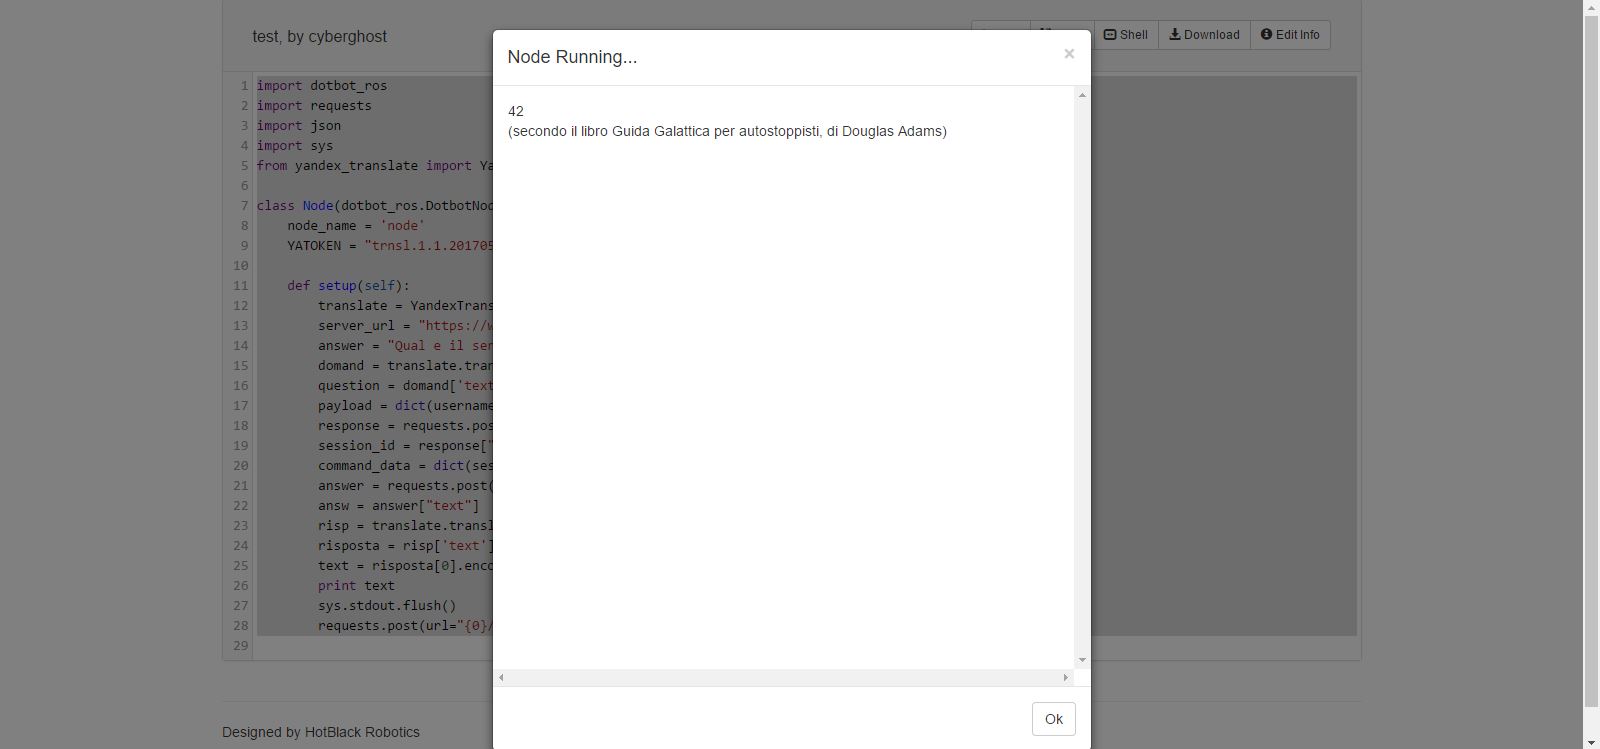 test, by cyberghost
Shell
Download
Edit Info
Node Running...
×
42
(secondo il libro Guida Galattica per autostoppisti, di Douglas Adams)
Ok
1 import dotbot_ros
2 import requests
3 import json
4 import sys
5 from yandex_translate import Ya
6
7 class Node(dotbot_ros.DotbotNod
8 node_name = 'node'
9 YATOKEN = "trnsl.1.1.201705
10
11 def setup(self):
12 translate = YandexTrans
13 server_url = "https://w
14 answer = "Qual e il sen
15 domand = translate.tran
16 question = domand['text
17 payload = dict(username
18 response = requests.pos
19 session_id = response["
20 command_data = dict(ses
21 answer = requests.post(
22 answ = answer["text"]
23 risp = translate.transl
24 risposta = risp['text']
25 text = risposta[0].enco
26 print text
27 sys.stdout.flush()
28 requests.post(url="{0}/
29
Designed by HotBlack Robotics